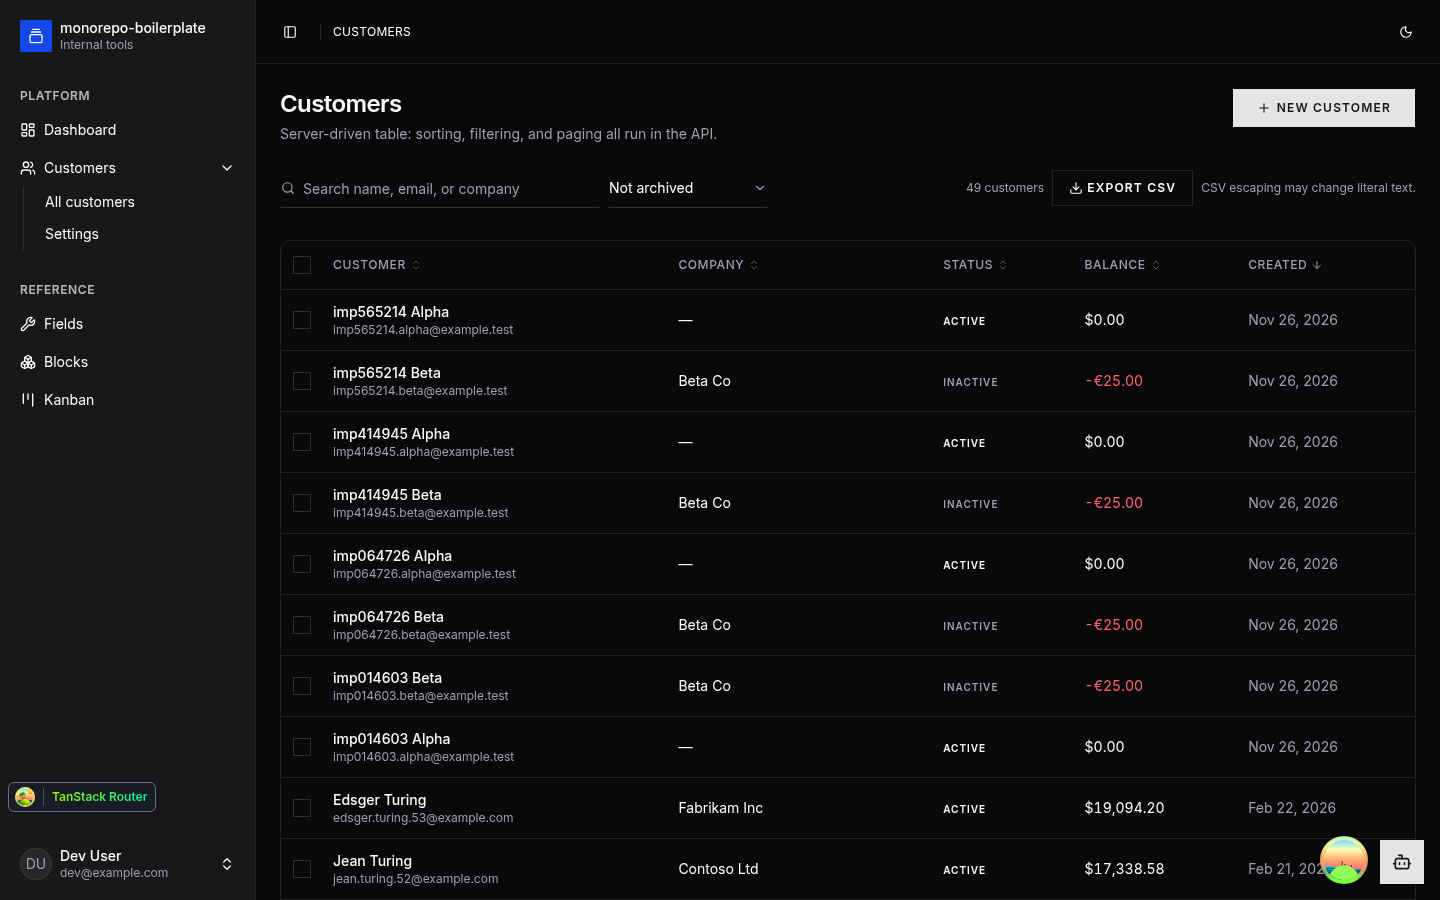 monorepo-boilerplate
Internal tools
PLATFORM
Dashboard
Customers
All customers
Settings
REFERENCE
Fields
Blocks
Kanban
TanStack Router
DU
Dev User
dev@example.com
CUSTOMERS
Customers
Server-driven table: sorting, filtering, and paging all run in the API.
NEW CUSTOMER
Search name, email, or company
Not archived
49 customers
EXPORT CSV
CSV escaping may change literal text.
CUSTOMER COMPANY STATUS BALANCE CREATED
imp565214 Alpha
imp565214.alpha@example.test
— ACTIVE $0.00 Nov 26, 2026
imp565214 Beta
imp565214.beta@example.test
Beta Co INACTIVE -€25.00 Nov 26, 2026
imp414945 Alpha
imp414945.alpha@example.test
— ACTIVE $0.00 Nov 26, 2026
imp414945 Beta
imp414945.beta@example.test
Beta Co INACTIVE -€25.00 Nov 26, 2026
imp064726 Alpha
imp064726.alpha@example.test
— ACTIVE $0.00 Nov 26, 2026
imp064726 Beta
imp064726.beta@example.test
Beta Co INACTIVE -€25.00 Nov 26, 2026
imp014603 Beta
imp014603.beta@example.test
Beta Co INACTIVE -€25.00 Nov 26, 2026
imp014603 Alpha
imp014603.alpha@example.test
— ACTIVE $0.00 Nov 26, 2026
Edsger Turing
edsger.turing.53@example.com
Fabrikam Inc ACTIVE $19,094.20 Feb 22, 2026
Jean Turing
jean.turing.52@example.com
Contoso Ltd ACTIVE $17,338.58 Feb 21,